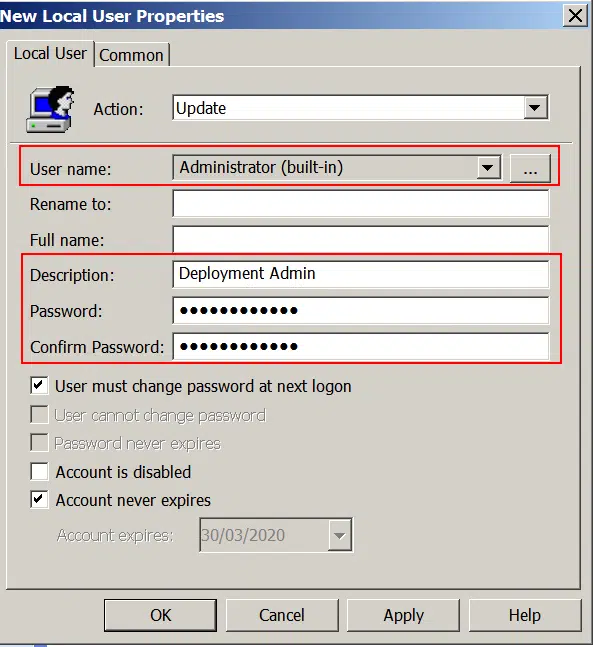 New Local User Properties
Local User Common
Action: Update
User name: Administrator (built-in) ...
Rename to:
Full name:
Description: Deployment Admin
Password: ●●●●●●●●●●●●
Confirm Password: ●●●●●●●●●●●●
User must change password at next logon
User cannot change password
Password never expires
Account is disabled
Account never expires
Account expires: 30/03/2020
OK Cancel Apply Help